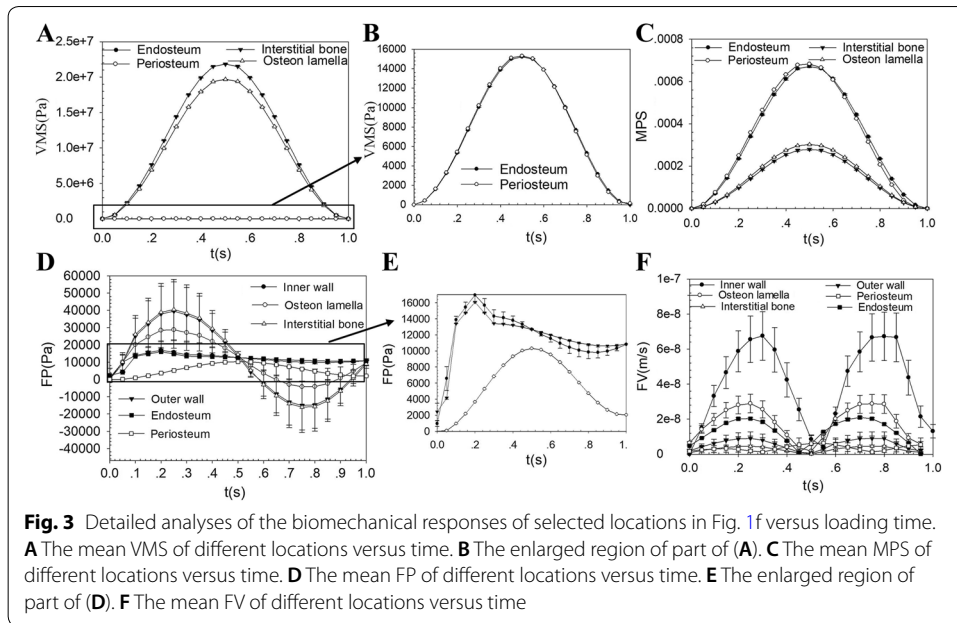 A
2.5e+7
2.0e+7
1.5e+7
1.0e+7
5.0e+6
0.0
VMS(Pa)
Endosteum
Interstitial bone
Periosteum
Osteon lamella
0.0 .2 .4 .6 .8 1.0
t(s)
B
16000
14000
12000
10000
8000
6000
4000
2000
0
VMS(Pa)
Endosteum
Periosteum
0.0 .2 .4 .6 .8 1.0
t(s)
C
.0008
.0006
.0004
.0002
0.0000
MPS
Endosteum
Interstitial bone
Periosteum
Osteon lamella
0.0 .2 .4 .6 .8 1.0
t(s)
D
60000
50000
40000
30000
20000
10000
0
-10000
-20000
-30000
FP(Pa)
Inner wall
Osteon lamella
Interstitial bone
Outer wall
Endosteum
Periosteum
0.0 .1 .2 .3 .4 .5 .6 .7 .8 .9 1.0
t(s)
E
16000
14000
12000
10000
8000
6000
4000
2000
0
0.0 .2 .4 .6 .8 1.
t(s)
F
1e-7
8e-8
6e-8
4e-8
2e-8
0
FV(m/s)
Inner wall
Outer wall
Osteon lamella
Periosteum
Interstitial bone
Endosteum
0.0 .2 .4 .6 .8 1.0
t(s)
Fig. 3 Detailed analyses of the biomechanical responses of selected locations in Fig. 1f versus loading time.
A The mean VMS of different locations versus time. B The enlarged region of part of (A). C The mean MPS of
different locations versus time. D The mean FP of different locations versus time. E The enlarged region of
part of (D). F The mean FV of different locations versus time